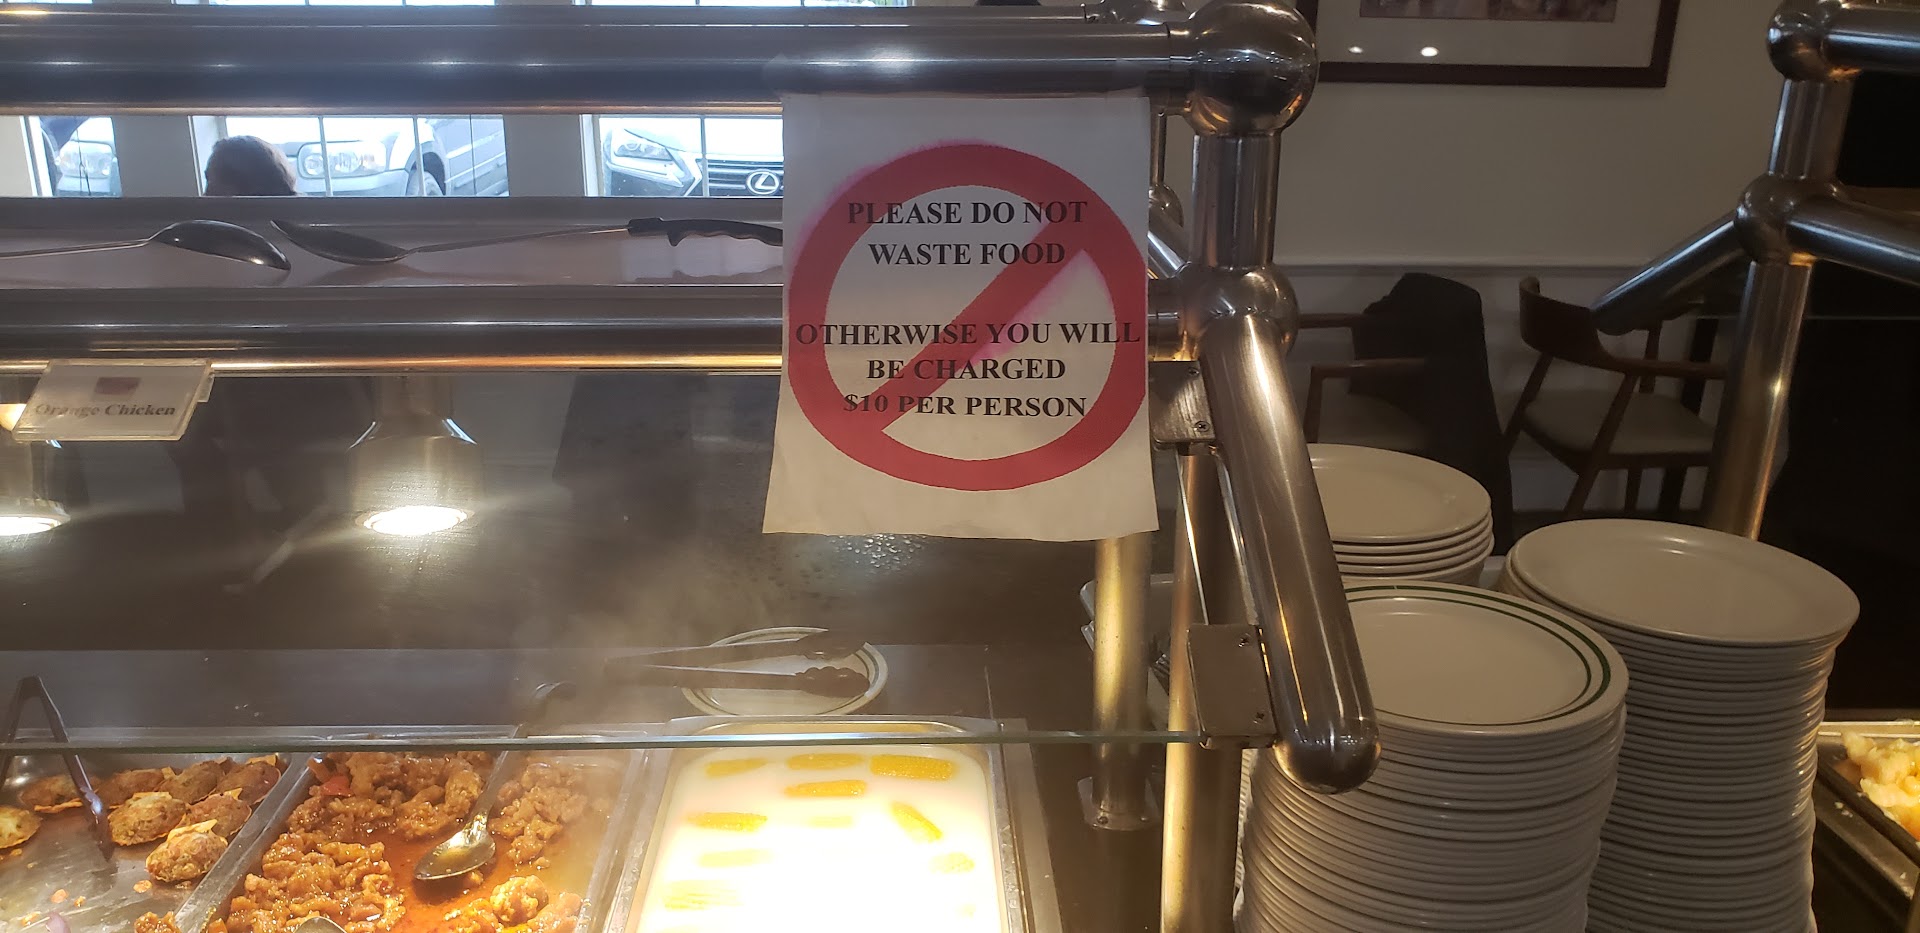 PLEASE DO NOT
WASTE FOOD
OTHERWISE YOU WILL
BE CHARGED
$10 PER PERSON
Orange Chicken